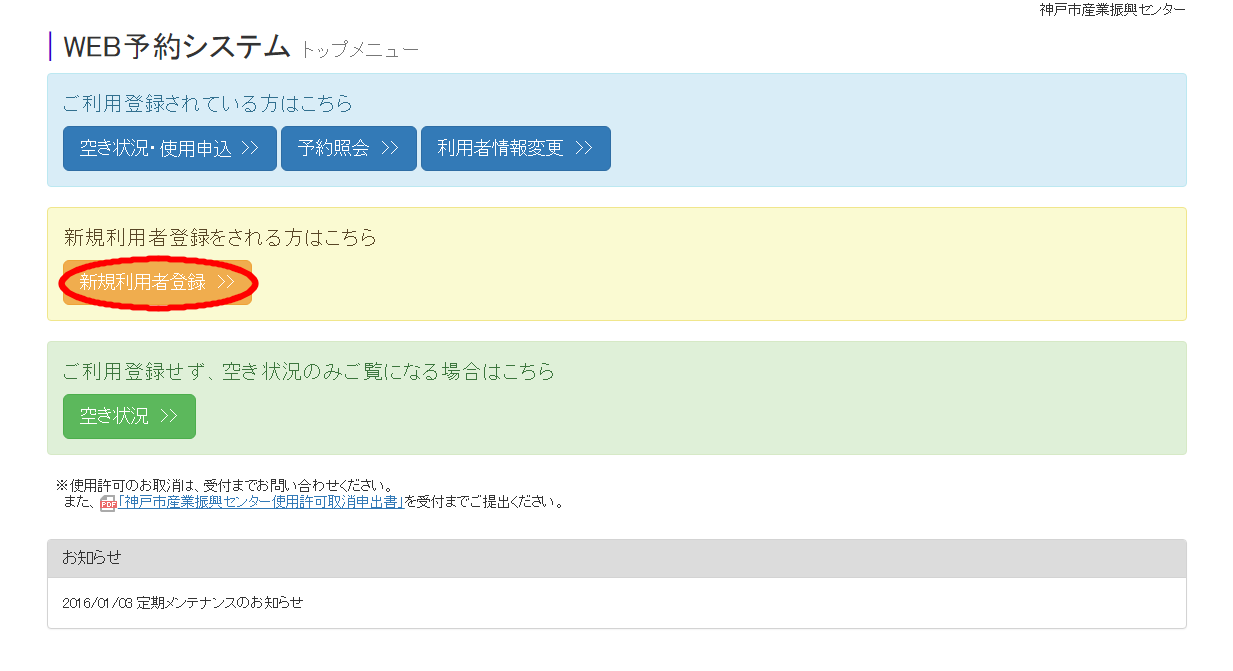 神戸市産業振興センター
WEB予約システム トップメニュー
ご利用登録されている方はこちら
空き状況・使用申込 >> 予約照会 >> 利用者情報変更 >>
新規利用者登録をされる方はこちら
新規利用者登録 >>
ご利用登録せず、空き状況のみご覧になる場合はこちら
空き状況 >>
※使用許可のお取消は、受付までお問い合わせください。
また、PDF「神戸市産業振興センター使用許可取消申出書」を受付までご提出ください。
お知らせ
2016/01/03 定期メンテナンスのお知らせ